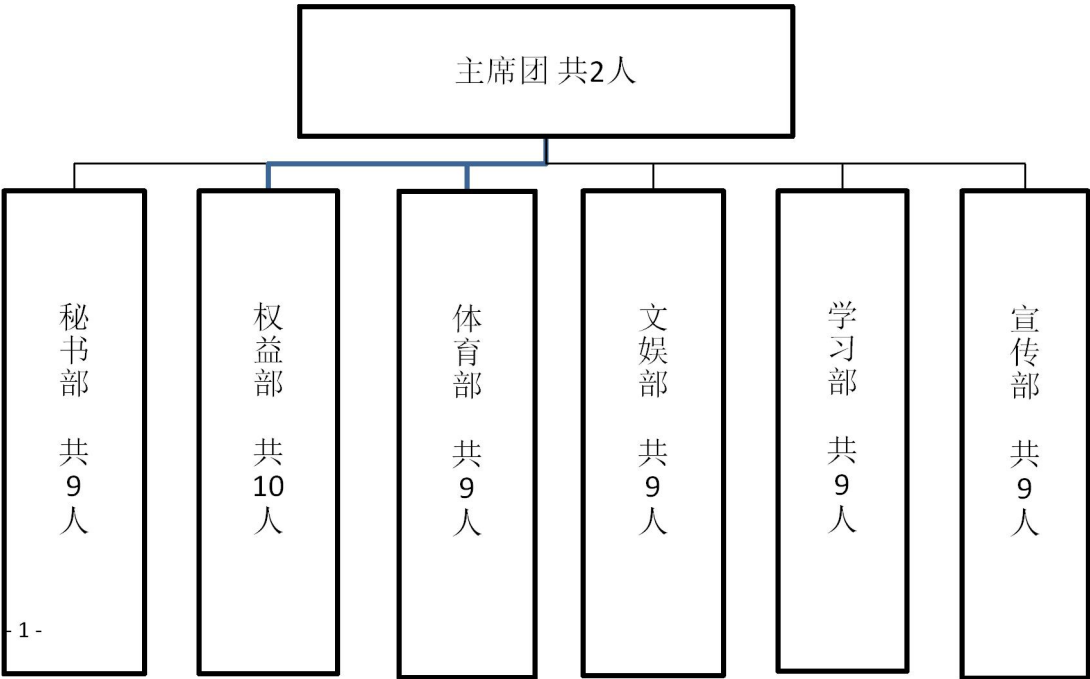 主席团 共2人
秘书部 共9人
权益部 共10人
体育部 共9人
文娱部 共9人
学习部 共9人
宣传部 共9人
- 1 -